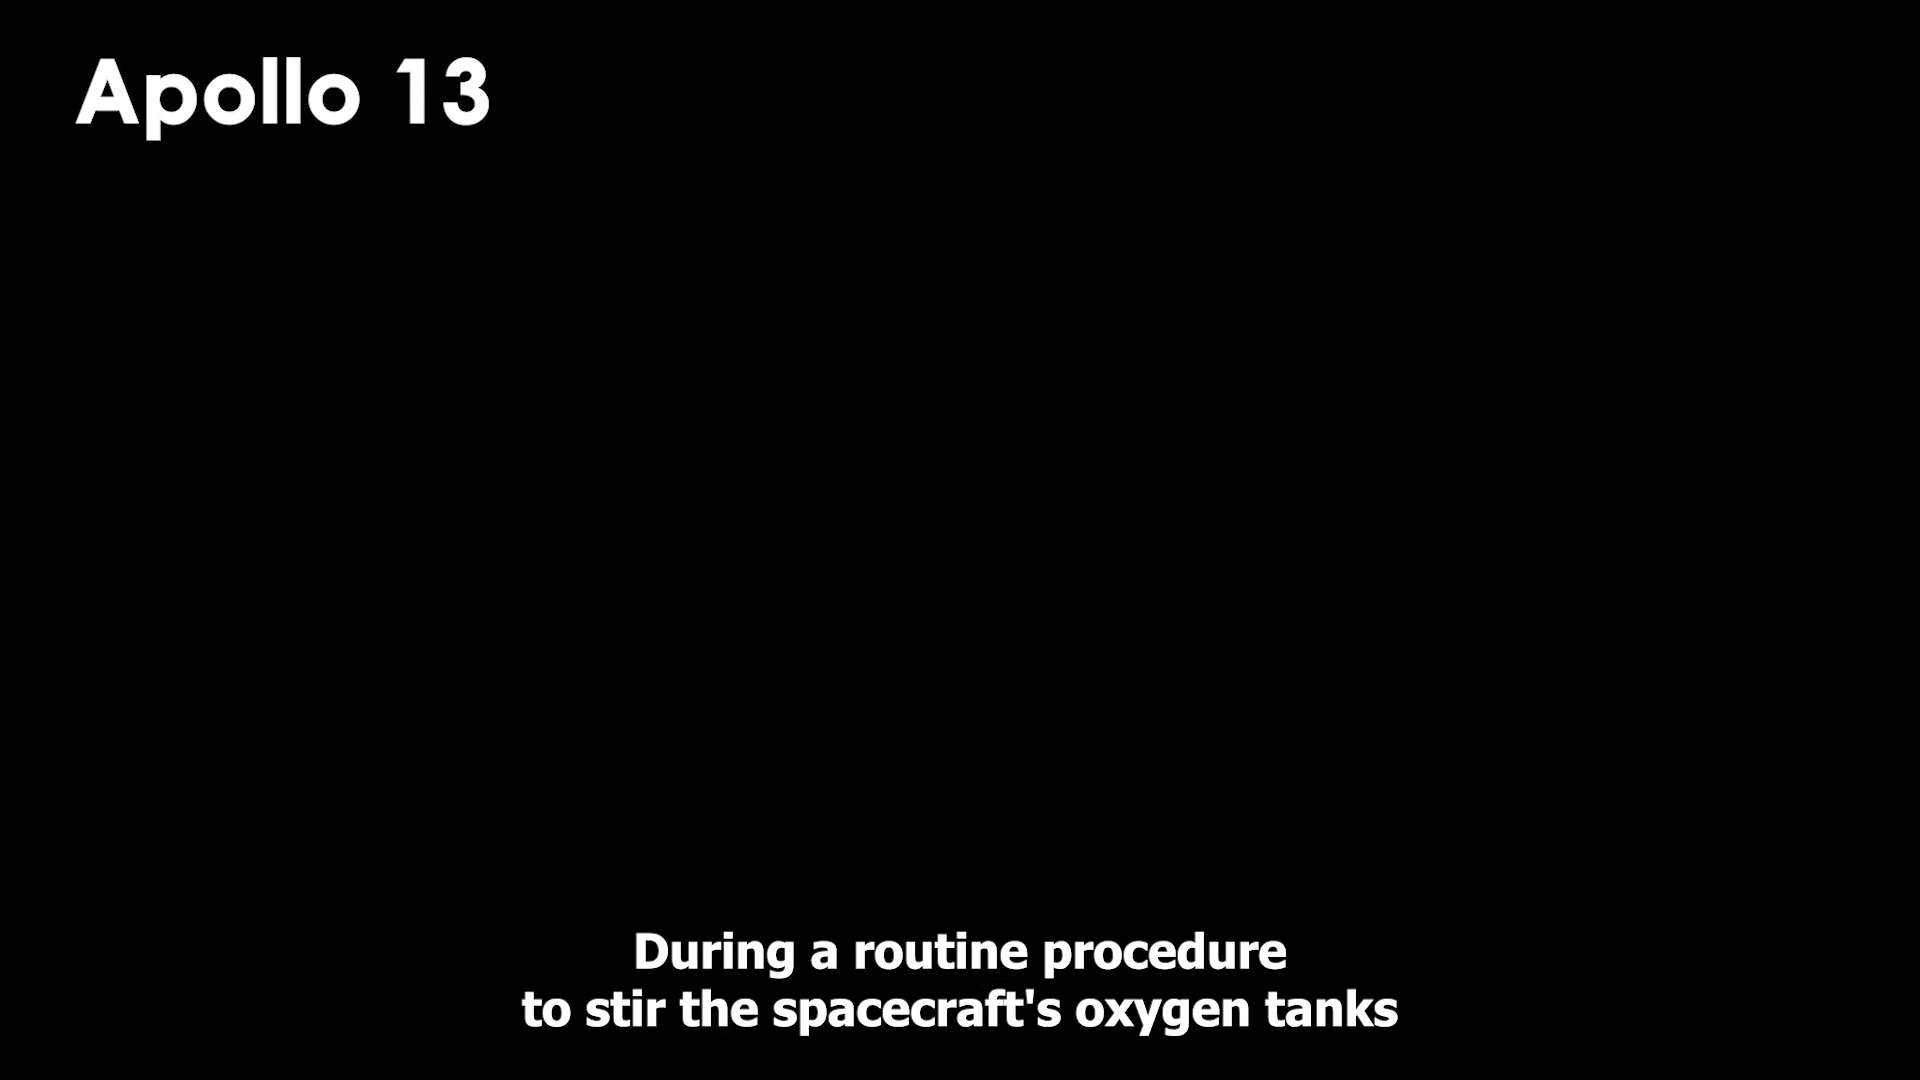 Apollo 13
During a routine procedure
to stir the spacecraft's oxygen tanks